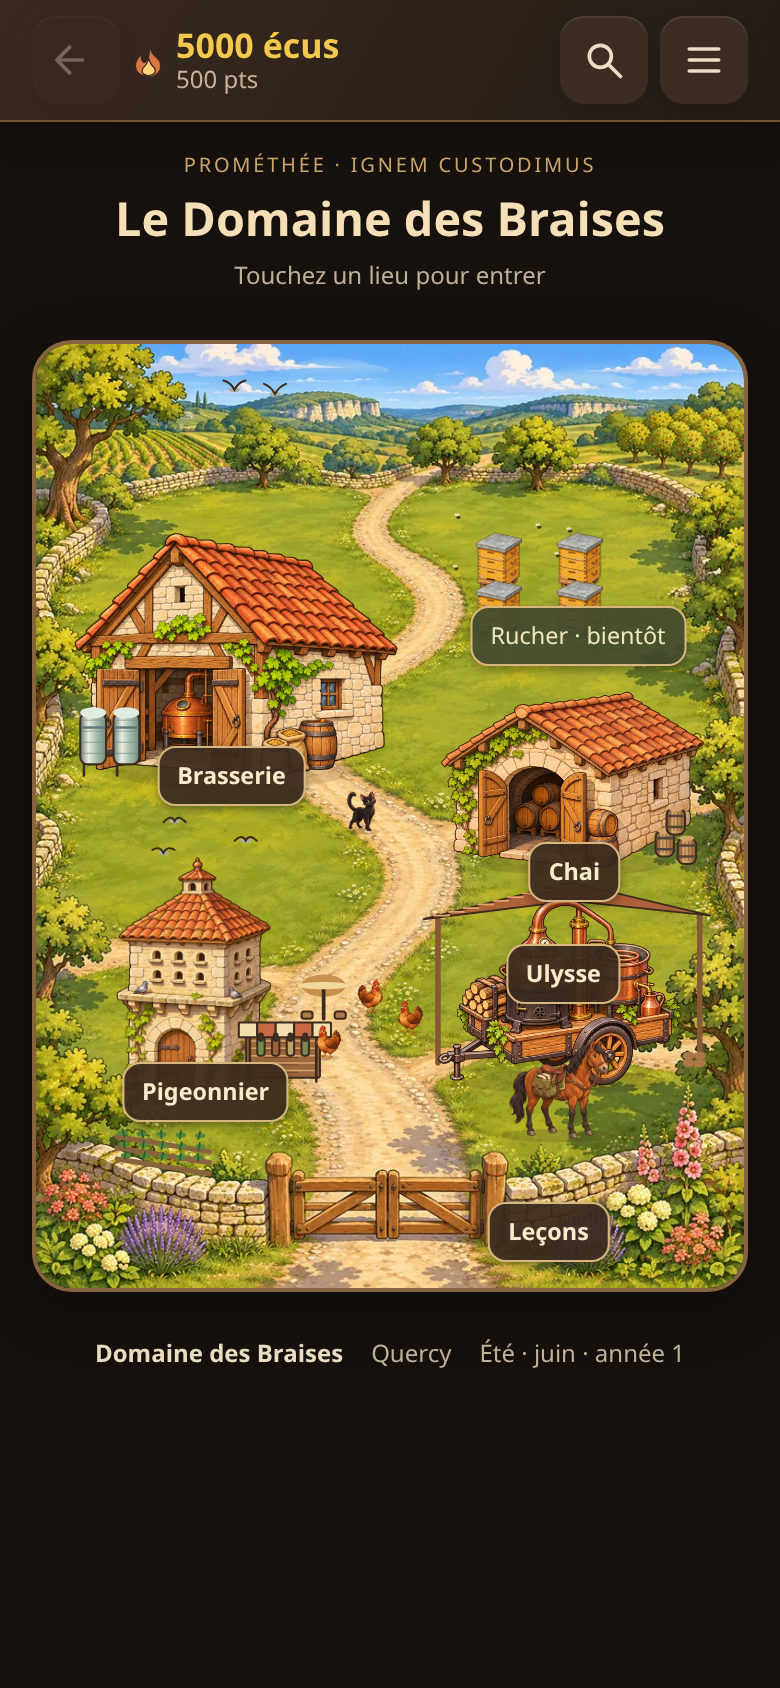 5000 écus
500 pts
PROMÉTHÉE · IGNEM CUSTODIMUS
Le Domaine des Braises
Touchez un lieu pour entrer
Rucher · bientôt
Brasserie
Chai
Ulysse
Pigeonnier
Leçons
Domaine des Braises Quercy Été · juin · année 1